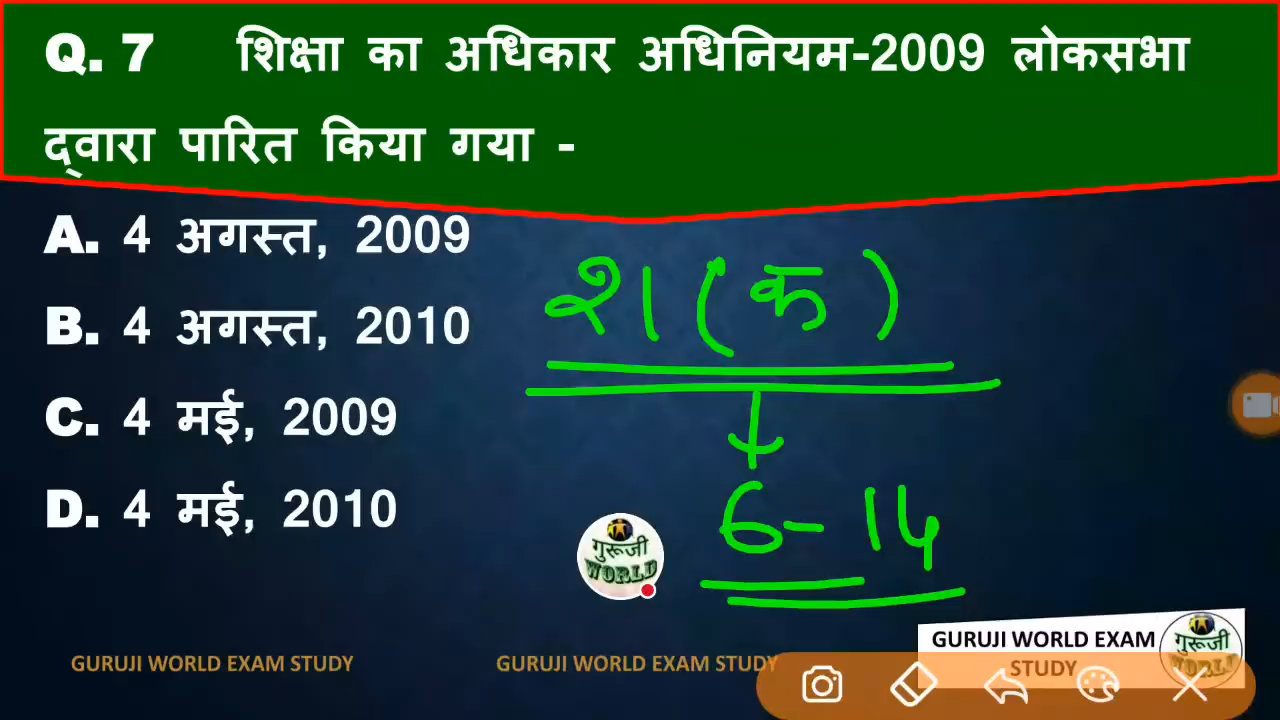 Q. 7 शिक्षा का अधिकार अधिनियम-2009 लोकसभा
द्वारा पारित किया गया -
A. 4 अगस्त, 2009
B. 4 अगस्त, 2010
C. 4 मई, 2009
D. 4 मई, 2010
21 (क)
6-14
गुरूजी
WORLD
GURUJI WORLD EXAM STUDY
GURUJI WORLD EXAM STUDY
GURUJI WORLD EXAM
STUDY
गुरूजी
WORLD